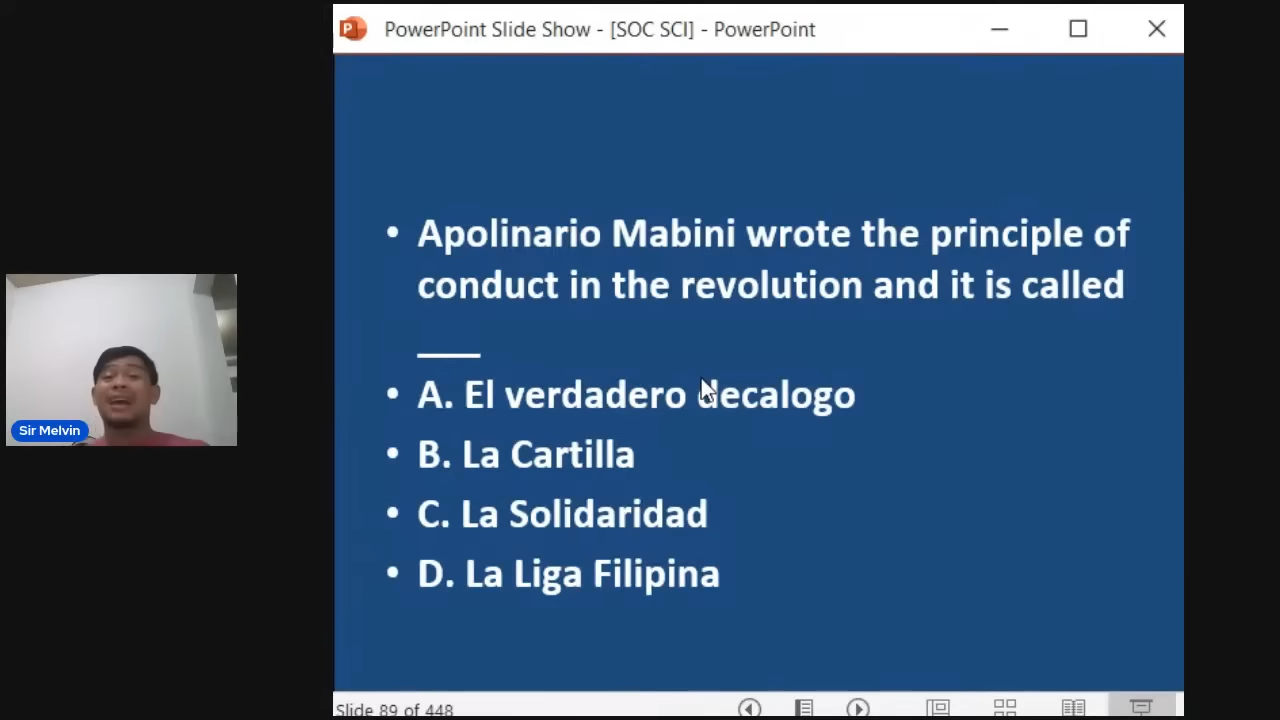 PowerPoint Slide Show - [SOC SCI] - PowerPoint
• Apolinario Mabini wrote the principle of
conduct in the revolution and it is called
____
• A. El verdadero decalogo
• B. La Cartilla
• C. La Solidaridad
• D. La Liga Filipina
Sir Melvin
Slide 89 of 448